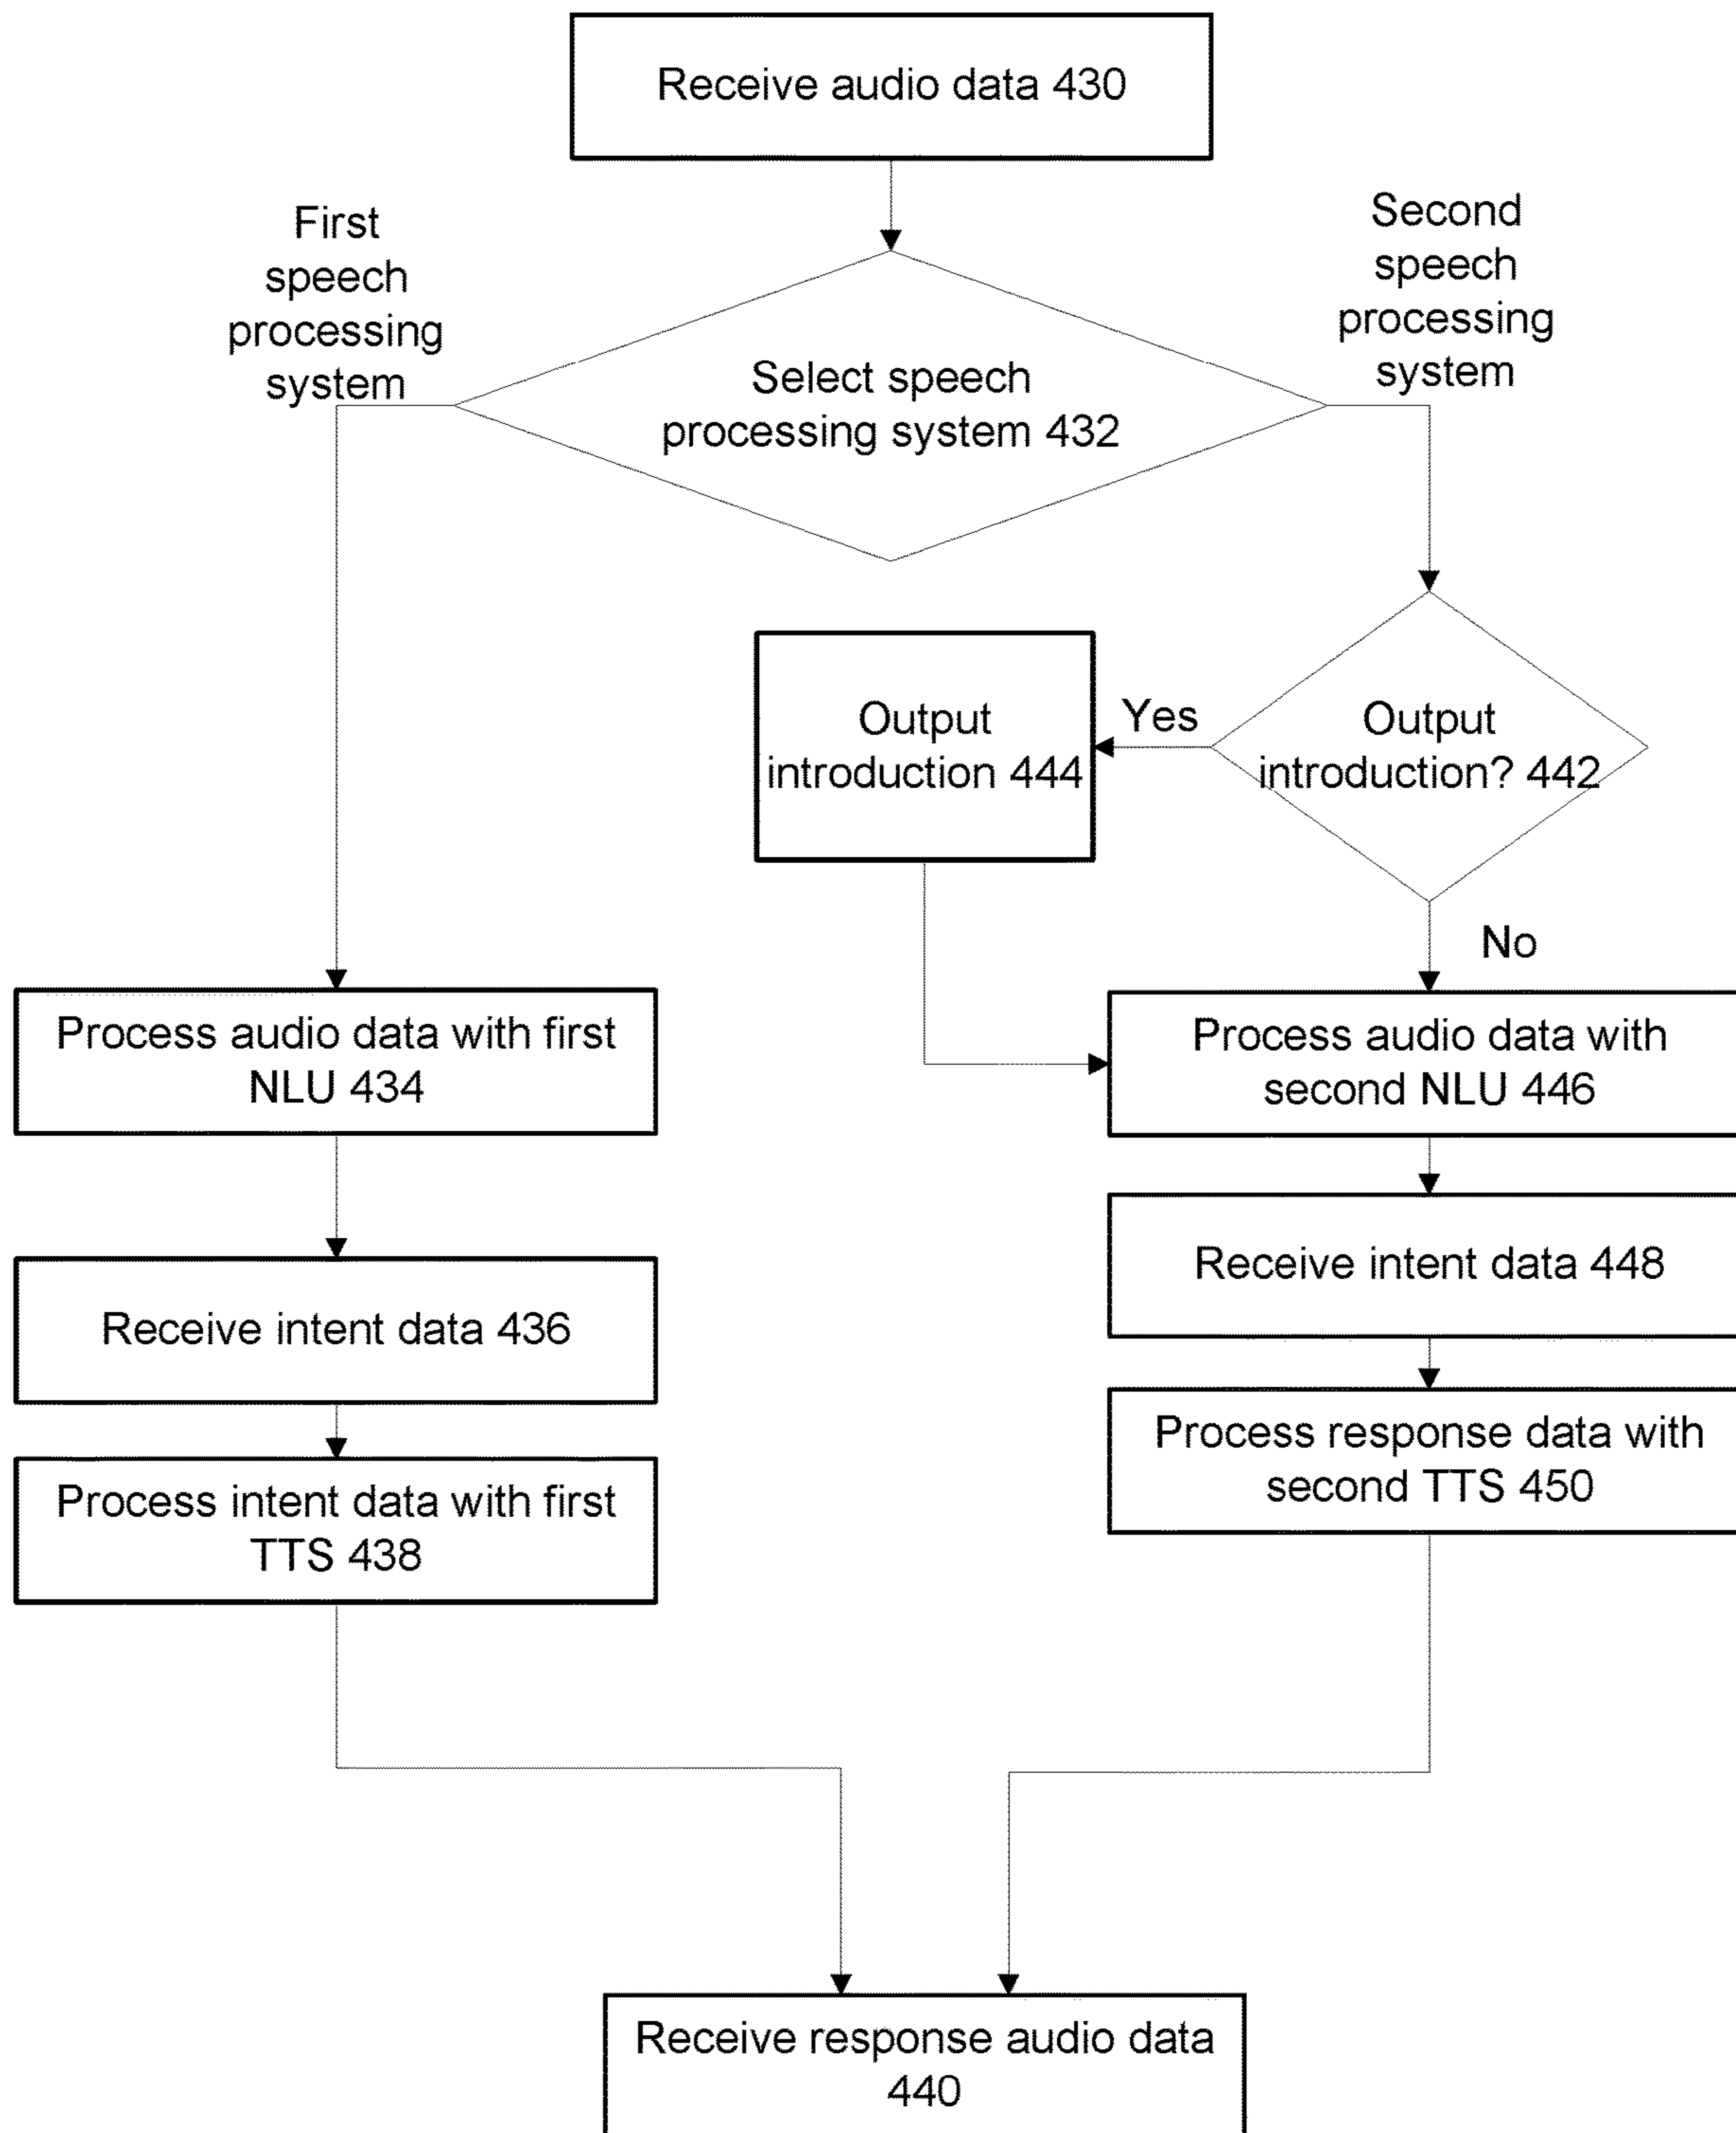 Receive audio data 430
First
speech
processing
system
Second
speech
processing
system
Select speech
processing system 432
Output
introduction 444
Yes
Output
introduction? 442
No
Process audio data with first
NLU 434
Process audio data with
second NLU 446
Receive intent data 436
Receive intent data 448
Process intent data with first
TTS 438
Process response data with
second TTS 450
Receive response audio data
440